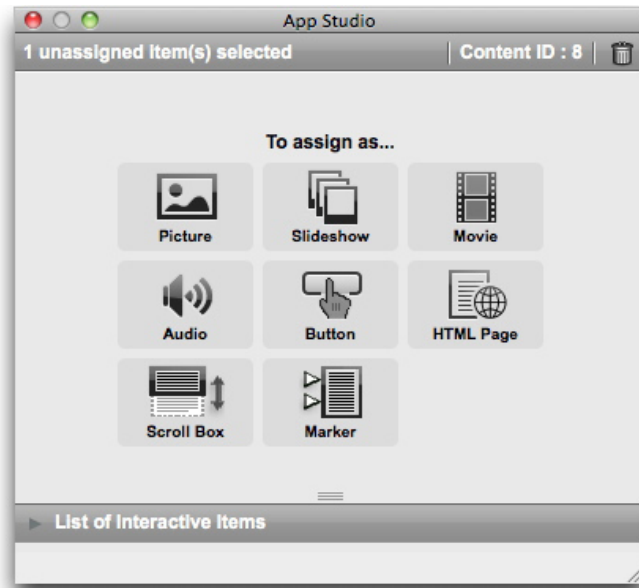 App Studio
1 unassigned item(s) selected
Content ID : 8
To assign as...
Picture
Slideshow
Movie
Audio
Button
HTML Page
Scroll Box
Marker
List of Interactive Items